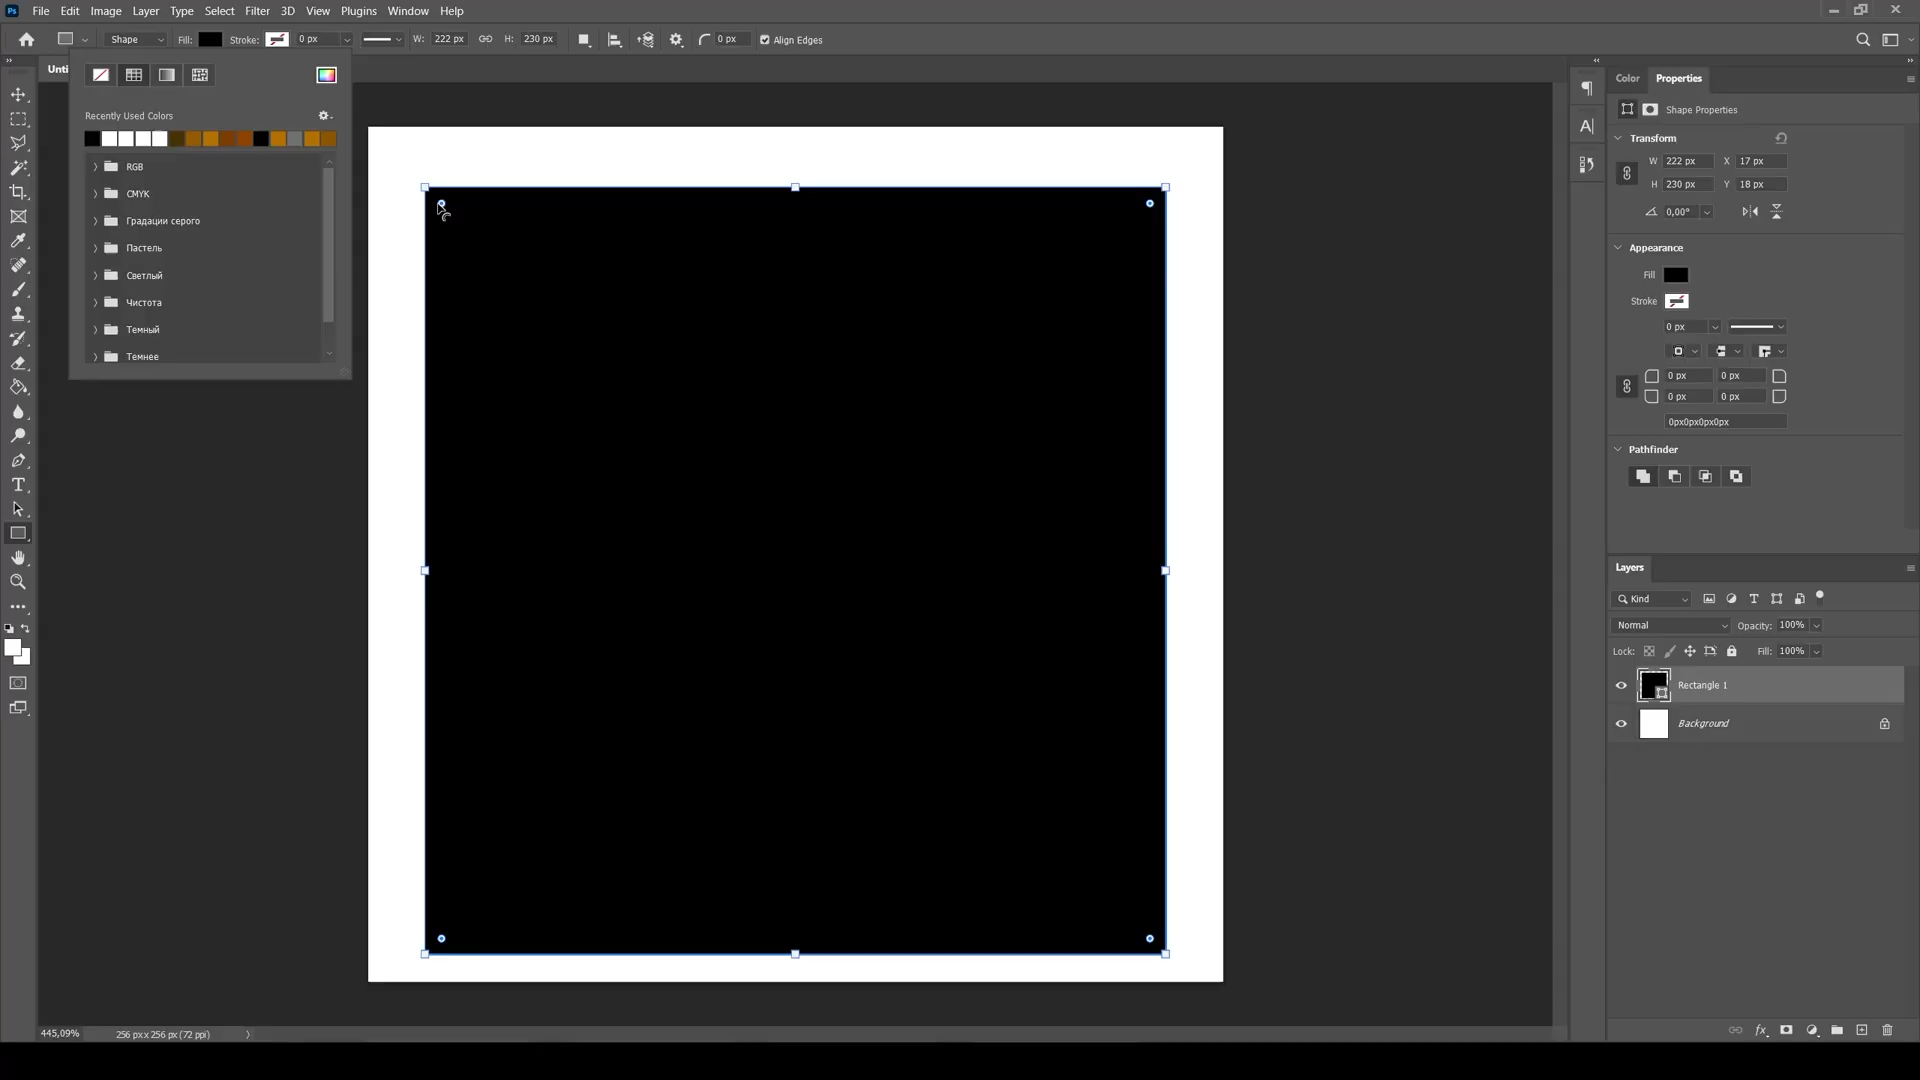 Ps File Edit Image Layer Type Select Filter 3D View Plugins Window Help
Shape Fill: Stroke: 0 px W: 222 px H: 230 px 0 px Align Edges
Unti
Recently Used Colors
RGB
CMYK
Градации серого
Пастель
Светлый
Чистота
Темный
Темнее
Color Properties
Shape Properties
Transform
W 222 px X 17 px
H 230 px Y 18 px
0,00°
Appearance
Fill
Stroke
0 px
0 px 0 px
0 px 0 px
0px0px0px0px
Pathfinder
Layers
Kind
Normal Opacity: 100%
Lock: Fill: 100%
Rectangle 1
Background
445,09% 256 px x 256 px (72 ppi)